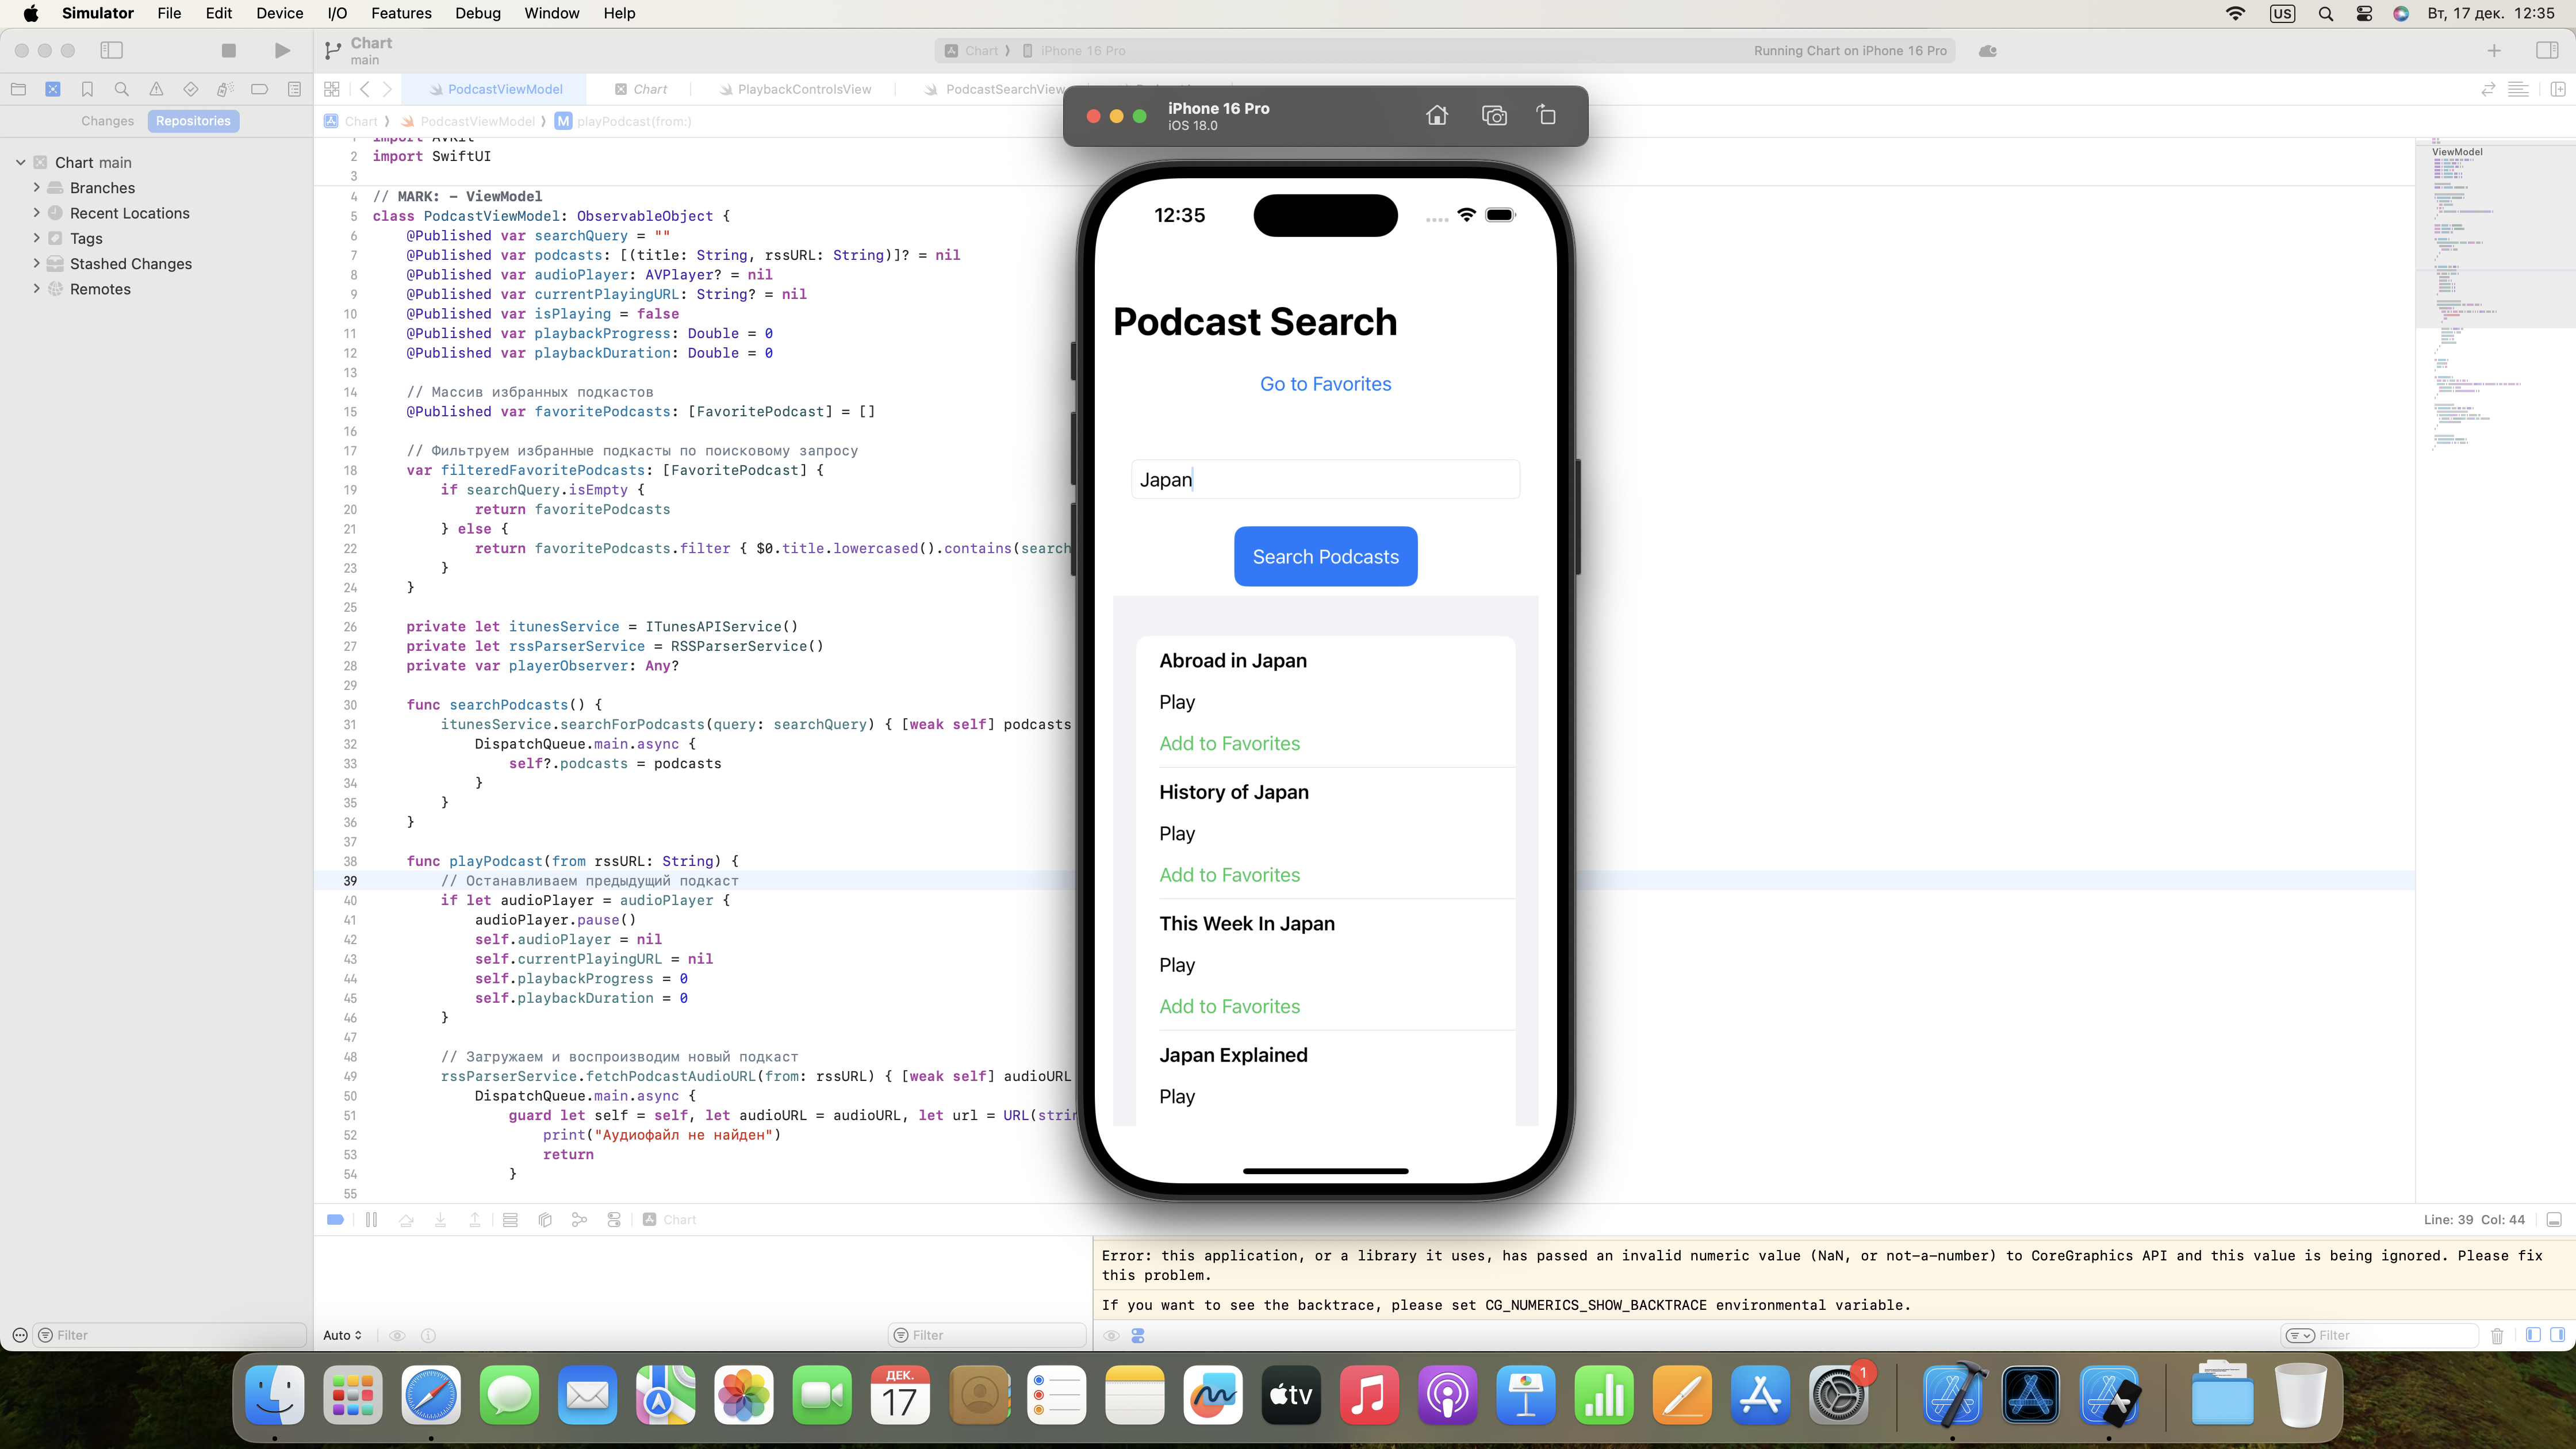 Simulator File Edit Device I/O Features Debug Window Help US Вт, 17 дек. 12:35
Chart
main
Chart iPhone 16 Pro Running Chart on iPhone 16 Pro
PodcastViewModel Chart PlaybackControlsView PodcastSearchView
Changes Repositories
Chart PodcastViewModel M playPodcast(from:)
Chart main
Branches
Recent Locations
Tags
Stashed Changes
Remotes
1 import AVKit
2 import SwiftUI
3
4 // MARK: - ViewModel
5 class PodcastViewModel: ObservableObject {
6 @Published var searchQuery = ""
7 @Published var podcasts: [(title: String, rssURL: String)]? = nil
8 @Published var audioPlayer: AVPlayer? = nil
9 @Published var currentPlayingURL: String? = nil
10 @Published var isPlaying = false
11 @Published var playbackProgress: Double = 0
12 @Published var playbackDuration: Double = 0
13
14 // Массив избранных подкастов
15 @Published var favoritePodcasts: [FavoritePodcast] = []
16
17 // Фильтруем избранные подкасты по поисковому запросу
18 var filteredFavoritePodcasts: [FavoritePodcast] {
19 if searchQuery.isEmpty {
20 return favoritePodcasts
21 } else {
22 return favoritePodcasts.filter { $0.title.lowercased().contains(search
23 }
24 }
25
26 private let itunesService = ITunesAPIService()
27 private let rssParserService = RSSParserService()
28 private var playerObserver: Any?
29
30 func searchPodcasts() {
31 itunesService.searchForPodcasts(query: searchQuery) { [weak self] podcasts
32 DispatchQueue.main.async {
33 self?.podcasts = podcasts
34 }
35 }
36 }
37
38 func playPodcast(from rssURL: String) {
39 // Останавливаем предыдущий подкаст
40 if let audioPlayer = audioPlayer {
41 audioPlayer.pause()
42 self.audioPlayer = nil
43 self.currentPlayingURL = nil
44 self.playbackProgress = 0
45 self.playbackDuration = 0
46 }
47
48 // Загружаем и воспроизводим новый подкаст
49 rssParserService.fetchPodcastAudioURL(from: rssURL) { [weak self] audioURL
50 DispatchQueue.main.async {
51 guard let self = self, let audioURL = audioURL, let url = URL(strin
52 print("Аудиофайл не найден")
53 return
54 }
55
ViewModel
iPhone 16 Pro
iOS 18.0
12:35
Podcast Search
Go to Favorites
Japan
Search Podcasts
Abroad in Japan
Play
Add to Favorites
History of Japan
Play
Add to Favorites
This Week In Japan
Play
Add to Favorites
Japan Explained
Play
Chart
Line: 39 Col: 44
Error: this application, or a library it uses, has passed an invalid numeric value (NaN, or not-a-number) to CoreGraphics API and this value is being ignored. Please fix
this problem.
If you want to see the backtrace, please set CG_NUMERICS_SHOW_BACKTRACE environmental variable.
Filter Auto Filter Filter
ДЕК.
17
tv
1